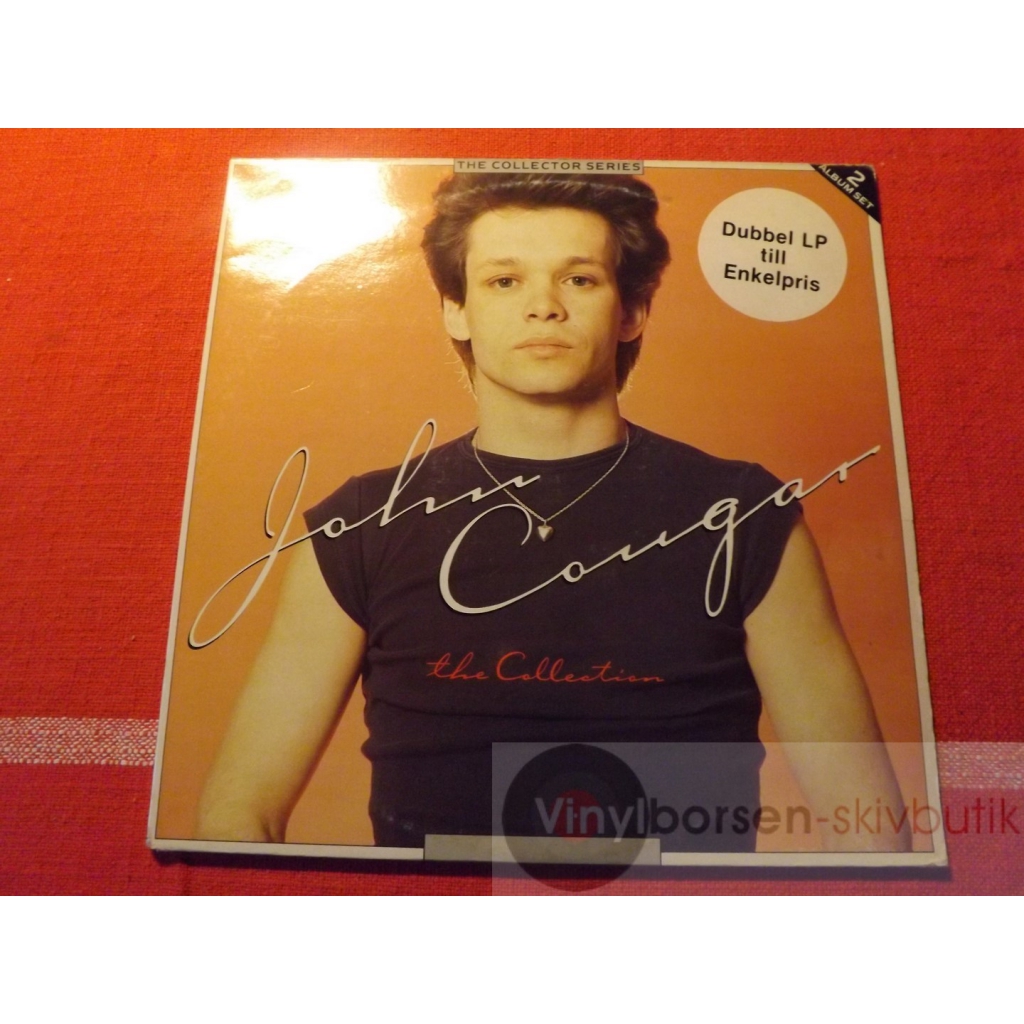 THE COLLECTOR SERIES
2
ALBUM SET
Dubbel LP
till
Enkelpris
John
Cougar
the Collection
Vinylborsen-skivbutik